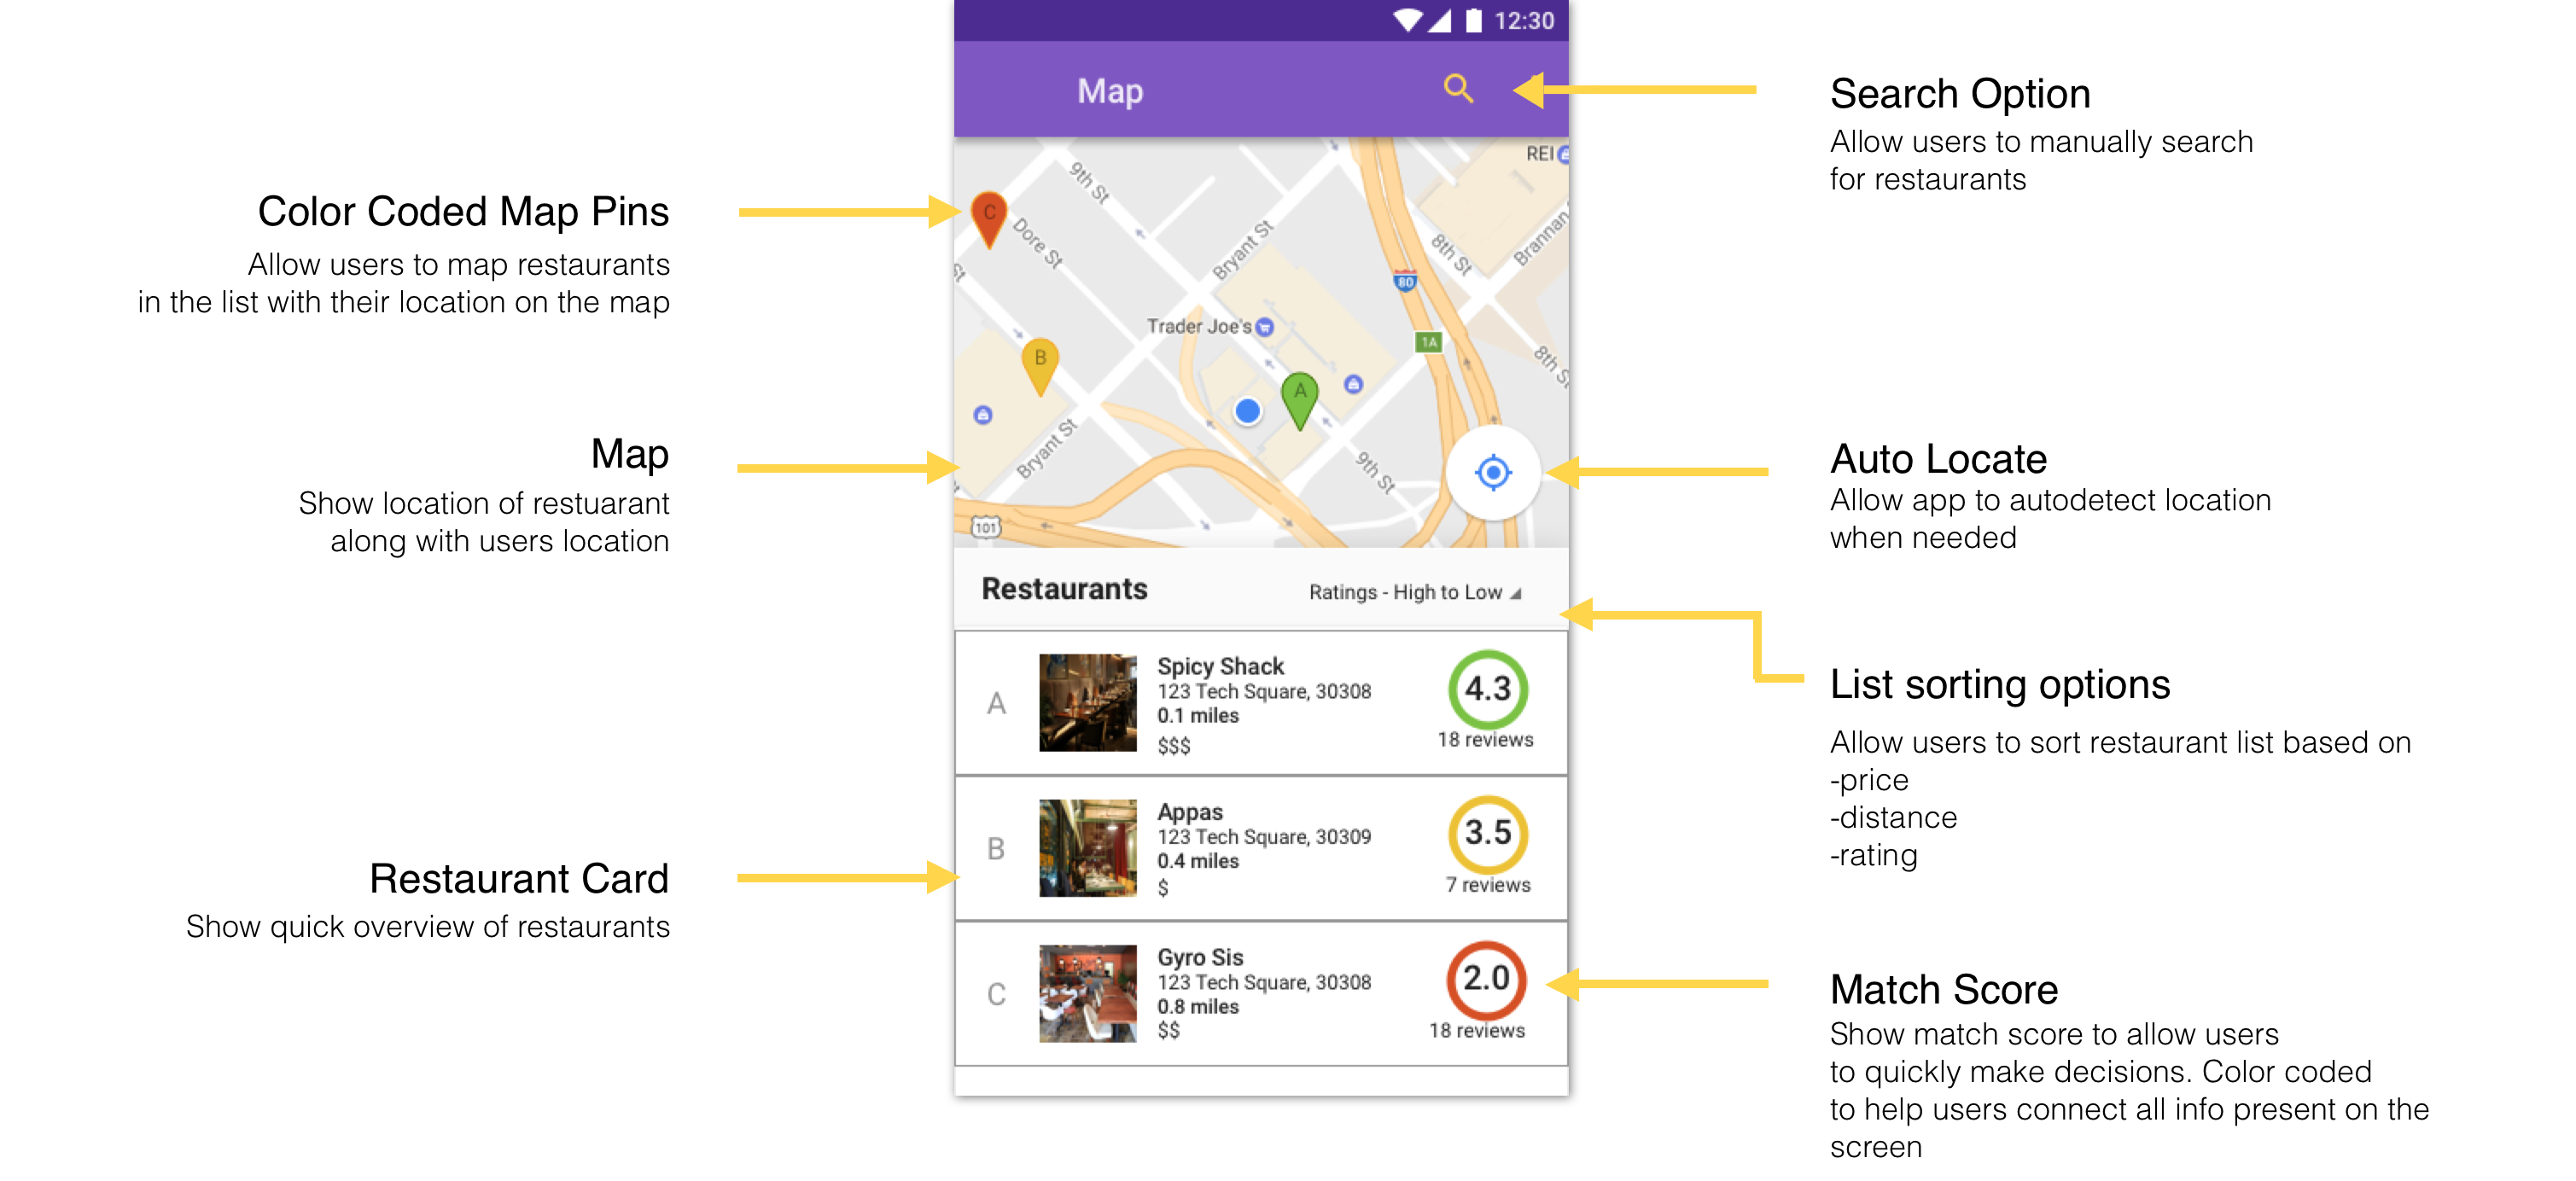 12:30
Map
Search Option
Allow users to manually search
for restaurants
Color Coded Map Pins
Allow users to map restaurants
in the list with their location on the map
REI
9th St
C
Dore St
Bryant St
8th St
Brannan
St
80
Trader Joe's
1A
8th St
B
A
Map
Show location of restuarant
along with users location
Bryant St
9th St
101
Auto Locate
Allow app to autodetect location
when needed
Restaurants
Ratings - High to Low
List sorting options
Allow users to sort restaurant list based on
-price
-distance
-rating
A
Spicy Shack
123 Tech Square, 30308
0.1 miles
$$$
4.3
18 reviews
B
Appas
123 Tech Square, 30309
0.4 miles
$
3.5
7 reviews
Restaurant Card
Show quick overview of restaurants
C
Gyro Sis
123 Tech Square, 30308
0.8 miles
$$
2.0
18 reviews
Match Score
Show match score to allow users
to quickly make decisions. Color coded
to help users connect all info present on the
screen